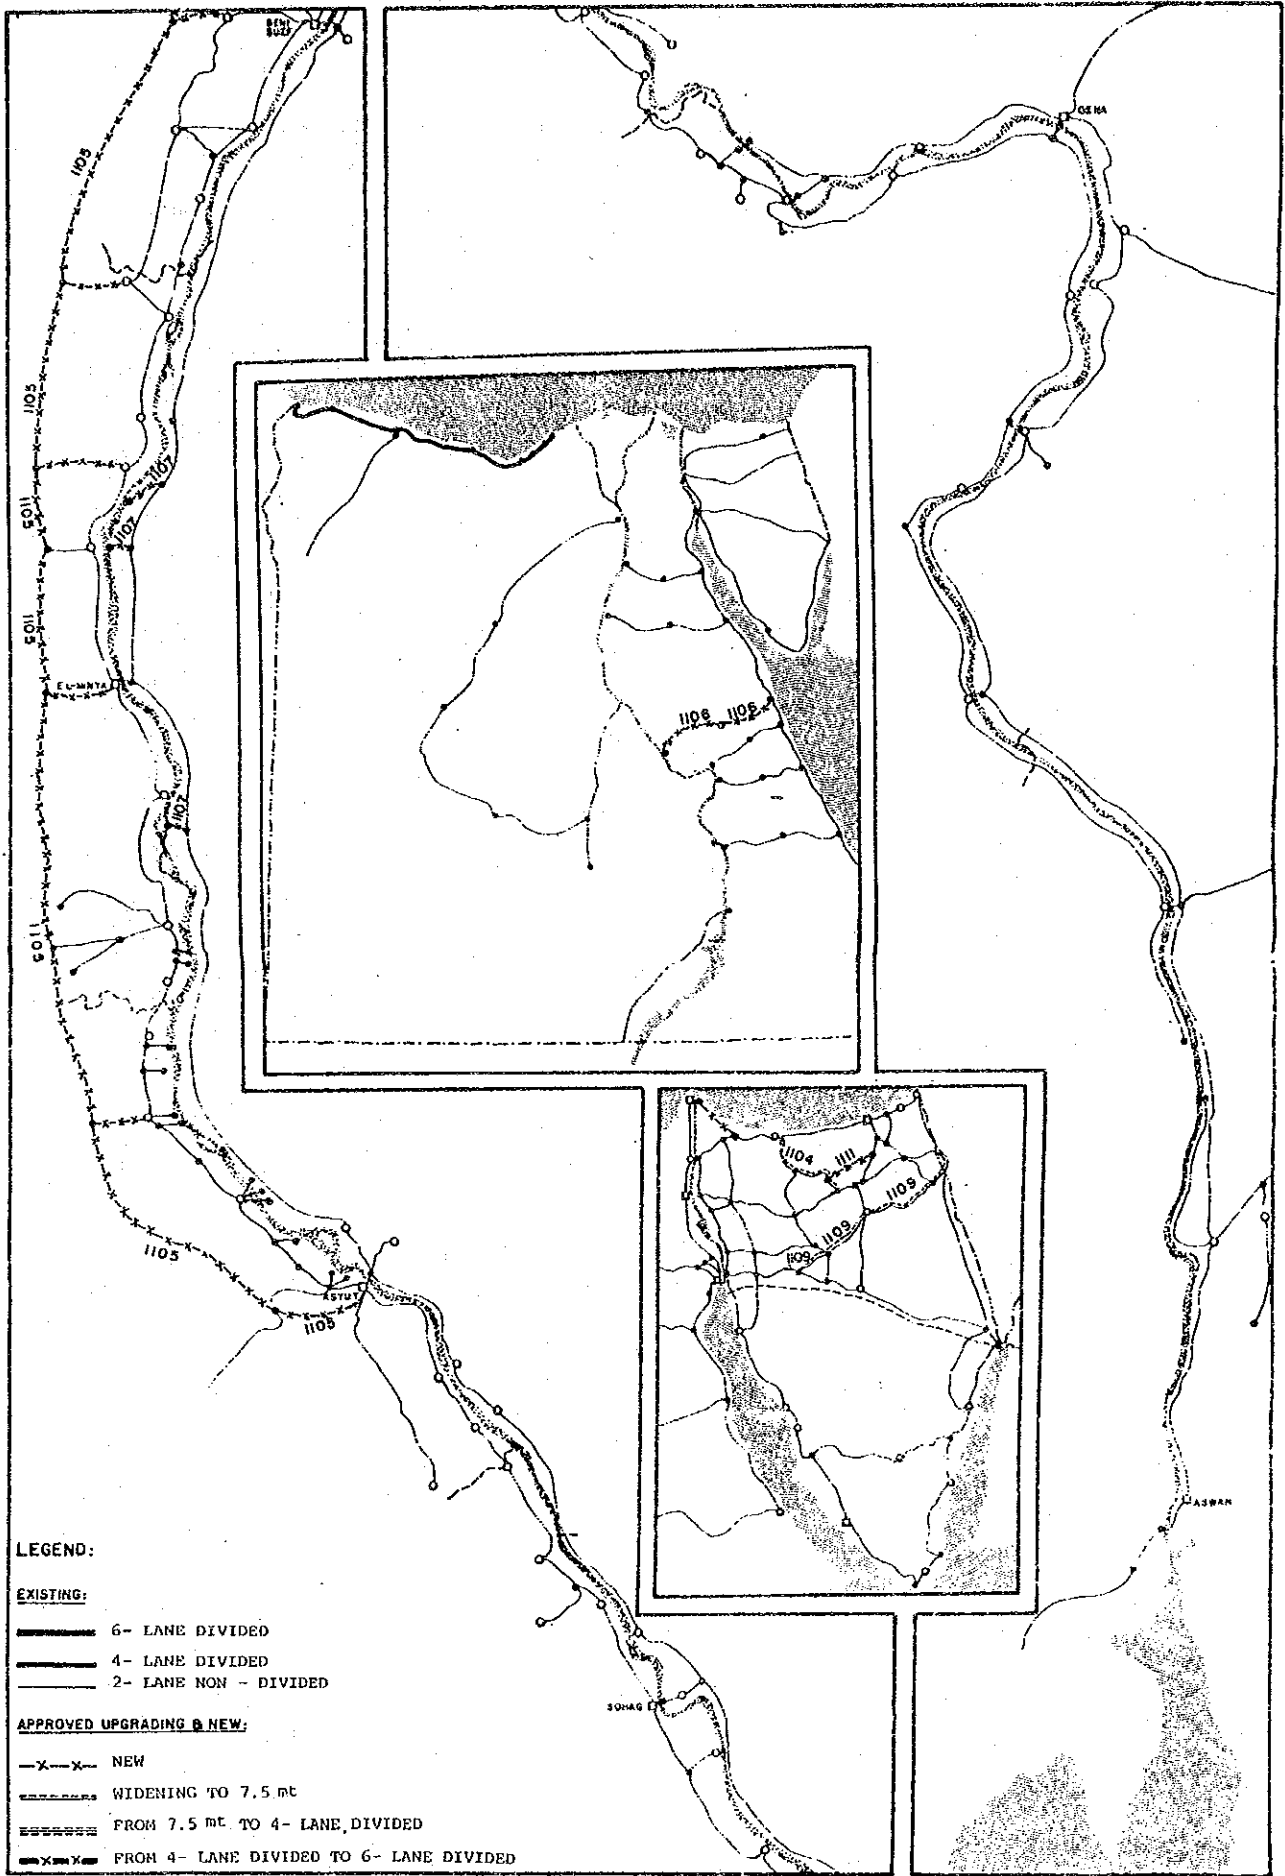 BENI
SUEF
QENA
1105
1105
1107
1105
1107
1105
EL-MINYA
1106 1106
1107
1105
1104
1111
1109
1109
1109
1105
ASYUT
1105
ASWAN
SOHAG
LEGEND:
EXISTING:
6- LANE DIVIDED
4- LANE DIVIDED
2- LANE NON - DIVIDED
APPROVED UPGRADING & NEW:
NEW
WIDENING TO 7.5 mt
FROM 7.5 mt TO 4- LANE, DIVIDED
FROM 4- LANE DIVIDED TO 6- LANE DIVIDED